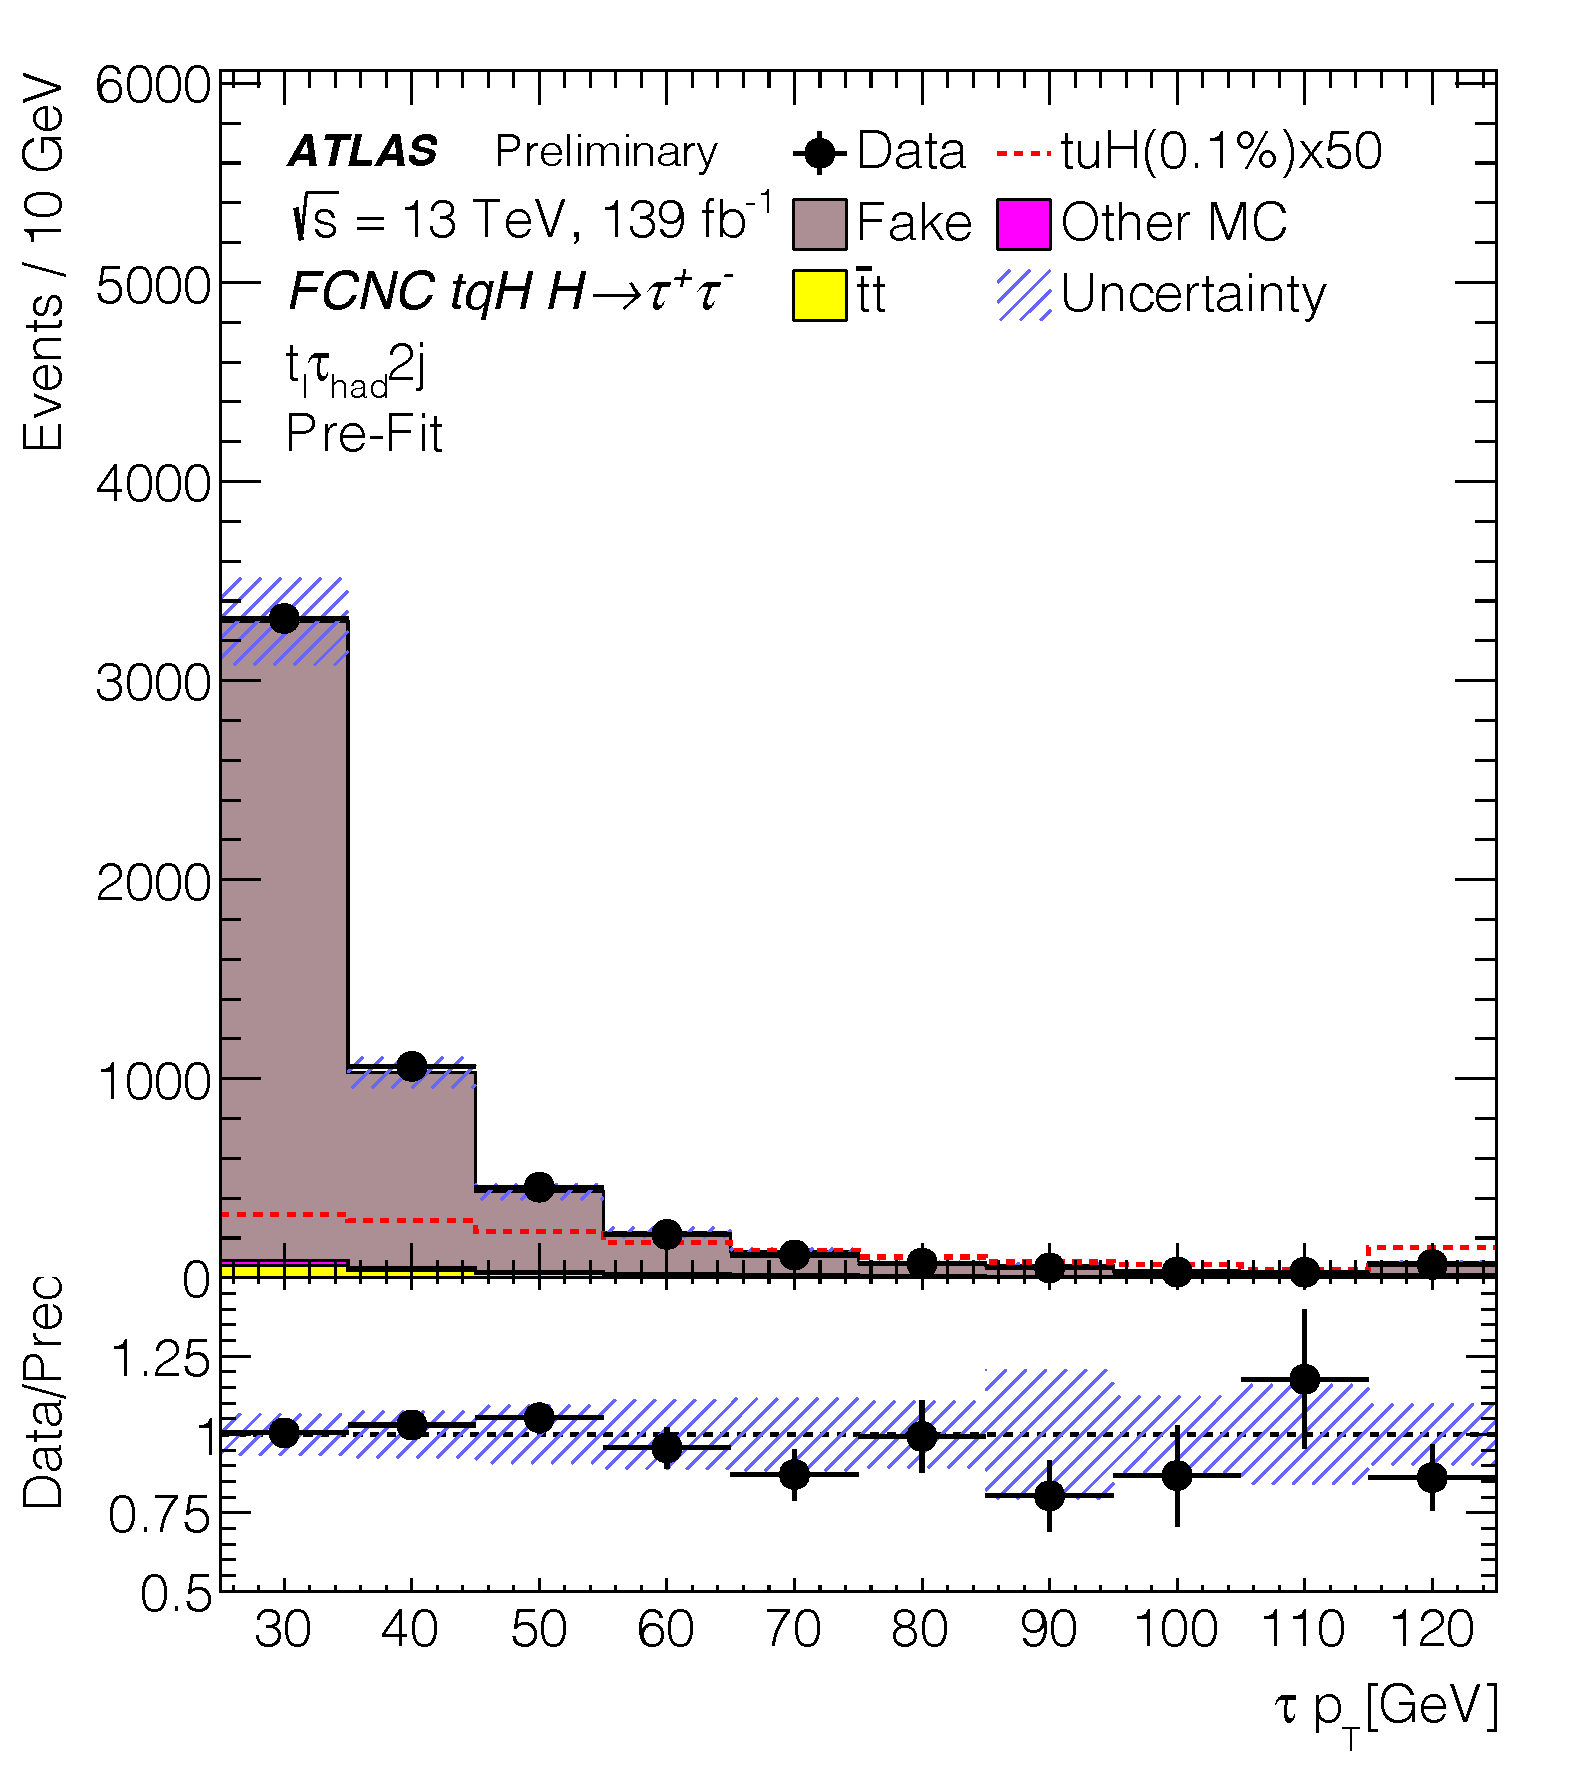 6000
5000
4000
3000
2000
1000
0
Events / 10 GeV
ATLAS Preliminary
√s = 13 TeV, 139 fb⁻¹
FCNC tqH H→τ⁺τ⁻
tₗτ_had2j
Pre-Fit
Data
tuH(0.1%)x50
Fake
Other MC
t̄t
Uncertainty
1.25
1
0.75
0.5
Data/Prec
30 40 50 60 70 80 90 100 110 120
τ p_T [GeV]